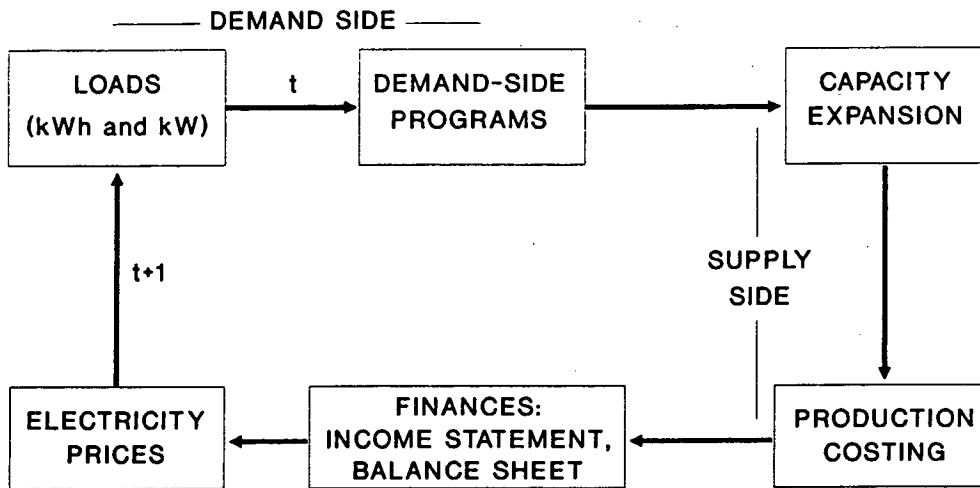 DEMAND SIDE
LOADS
(kWh and kW)
t
DEMAND-SIDE
PROGRAMS
CAPACITY
EXPANSION
t+1
SUPPLY
SIDE
ELECTRICITY
PRICES
FINANCES:
INCOME STATEMENT,
BALANCE SHEET
PRODUCTION
COSTING